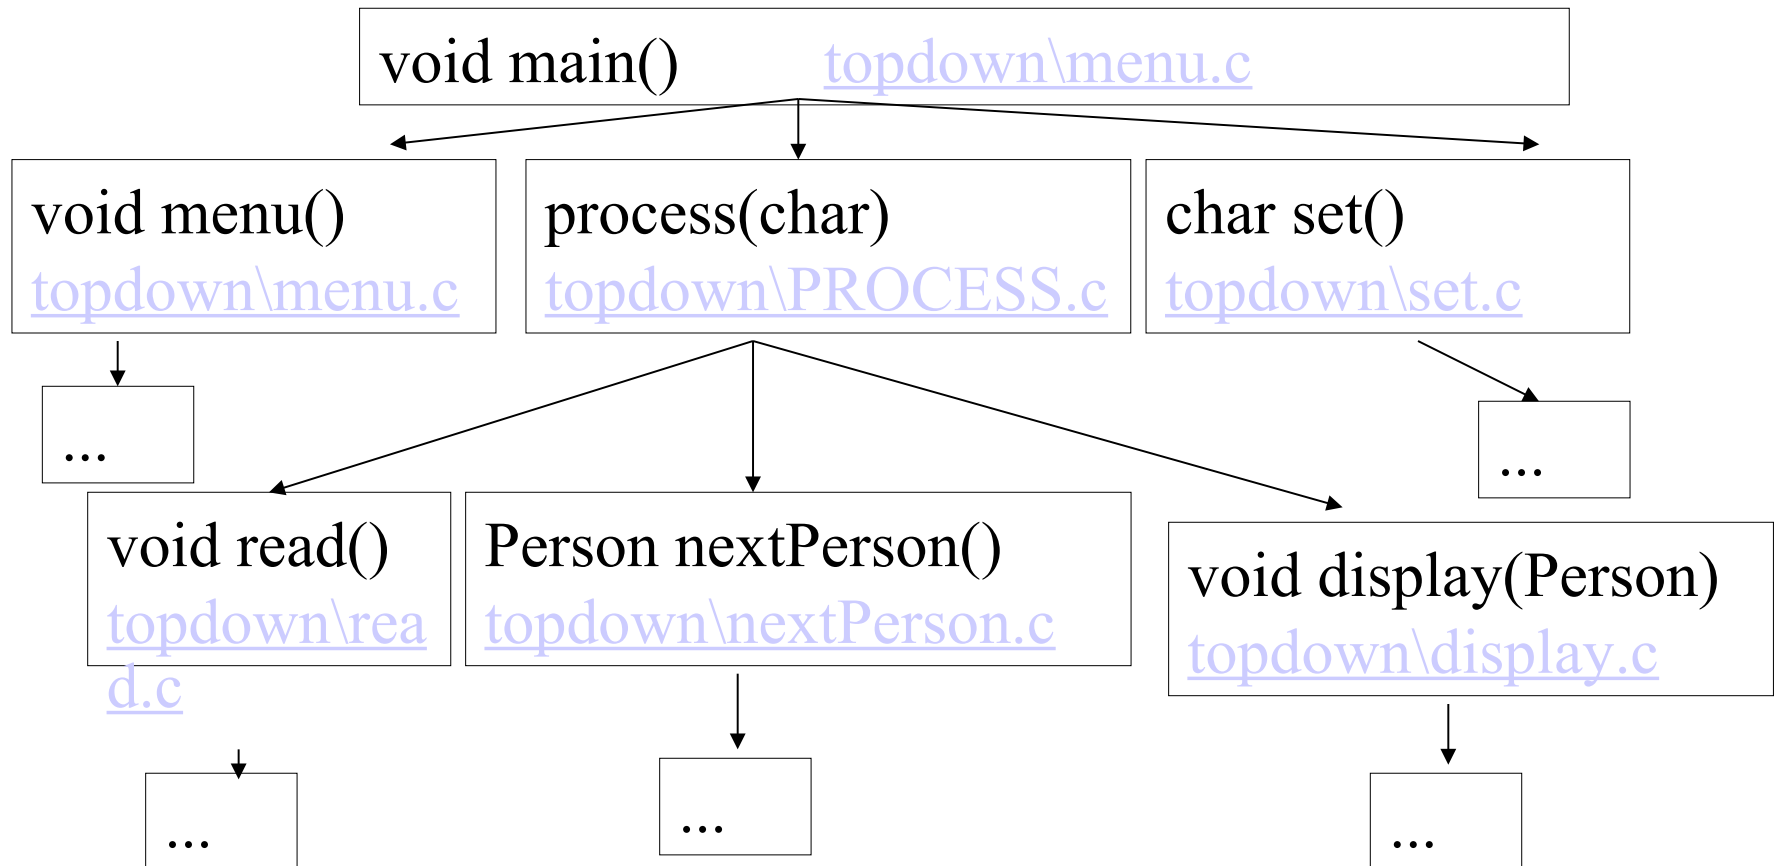 void main() topdown\menu.c
void menu()
topdown\menu.c
process(char)
topdown\PROCESS.c
char set()
topdown\set.c
...
...
void read()
topdown\rea
d.c
Person nextPerson()
topdown\nextPerson.c
void display(Person)
topdown\display.c
...
...
...